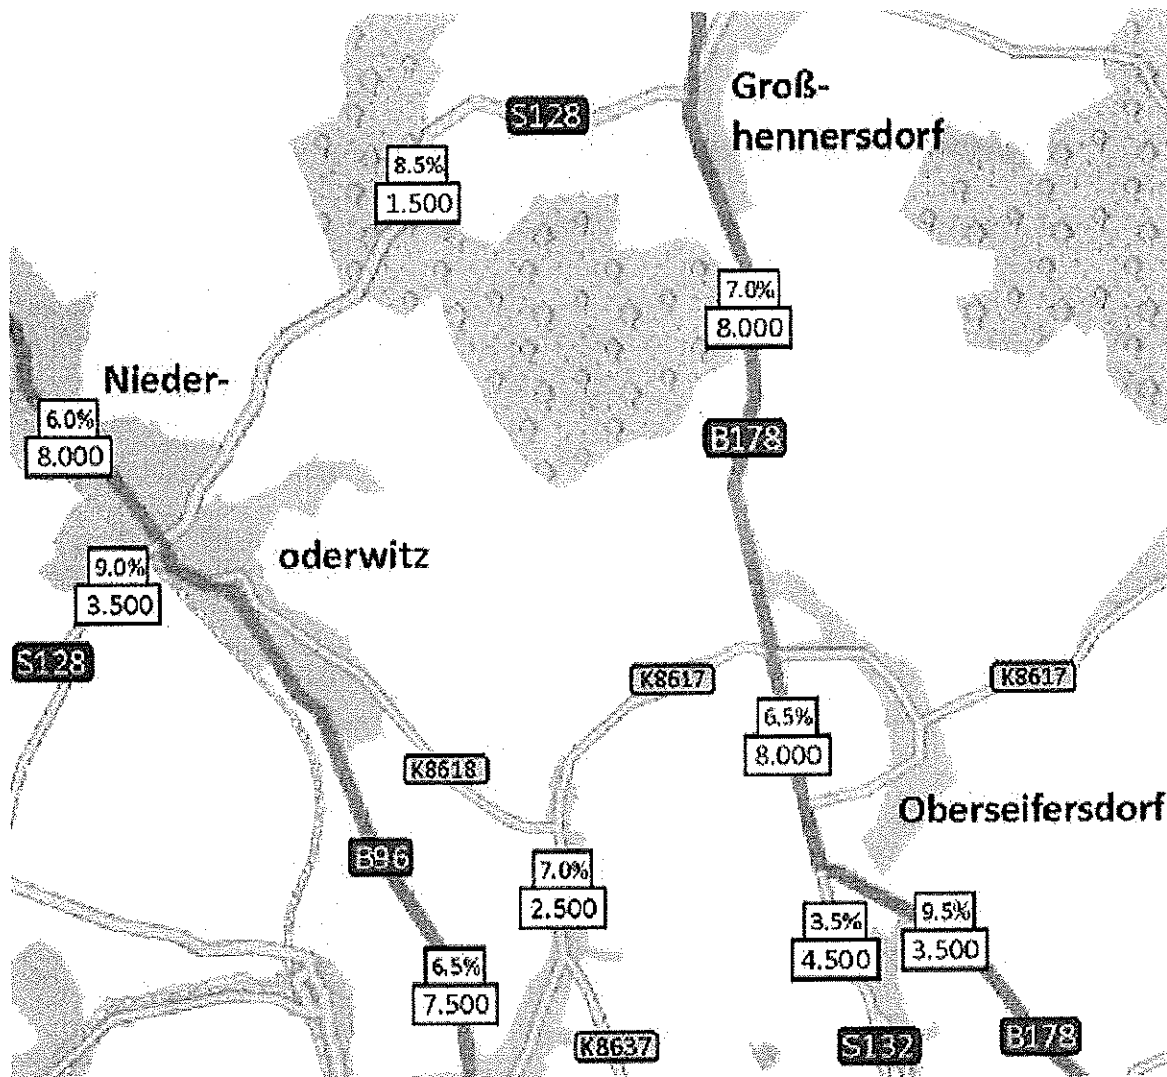 Groß-
hennersdorf
S128
8.5%
1.500
7.0%
8.000
Nieder-
6.0%
8.000
B178
oderwitz
9.0%
3.500
S128
K8617
K8617
6.5%
8.000
K8618
Oberseifersdorf
B96
7.0%
2.500
3.5%
4.500
9.5%
3.500
6.5%
7.500
K8637
S132
B178